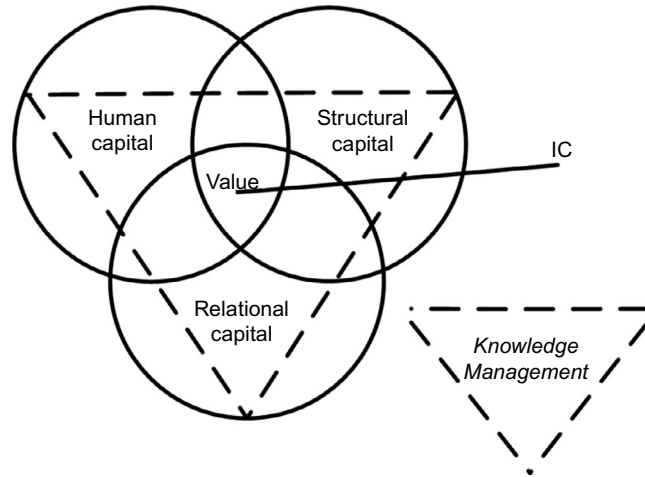 Human
capital
Structural
capital
IC
Value
Relational
capital
Knowledge
Management